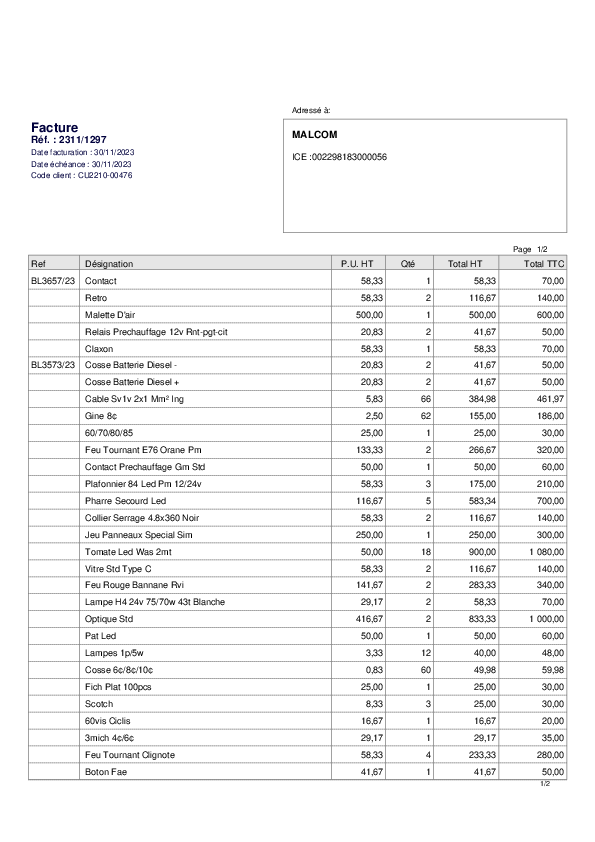 Adressé à:
Facture
Réf. : 2311/1297
Date facturation : 30/11/2023
Date échéance : 30/11/2023
Code client : CU2210-00476
MALCOM
ICE :002298183000056
Page 1/2
Ref Désignation P.U. HT Qté Total HT Total TTC
BL3657/23 Contact 58,33 1 58,33 70,00
Retro 58,33 2 116,67 140,00
Malette D'air 500,00 1 500,00 600,00
Relais Prechauffage 12v Rnt-pgt-cit 20,83 2 41,67 50,00
Claxon 58,33 1 58,33 70,00
BL3573/23 Cosse Batterie Diesel - 20,83 2 41,67 50,00
Cosse Batterie Diesel + 20,83 2 41,67 50,00
Cable Sv1v 2x1 Mm² Ing 5,83 66 384,98 461,97
Gine 8¢ 2,50 62 155,00 186,00
60/70/80/85 25,00 1 25,00 30,00
Feu Tournant E76 Orane Pm 133,33 2 266,67 320,00
Contact Prechauffage Gm Std 50,00 1 50,00 60,00
Plafonnier 84 Led Pm 12/24v 58,33 3 175,00 210,00
Pharre Secourd Led 116,67 5 583,34 700,00
Collier Serrage 4.8x360 Noir 58,33 2 116,67 140,00
Jeu Panneaux Special Sim 250,00 1 250,00 300,00
Tomate Led Was 2mt 50,00 18 900,00 1 080,00
Vitre Std Type C 58,33 2 116,67 140,00
Feu Rouge Bannane Rvi 141,67 2 283,33 340,00
Lampe H4 24v 75/70w 43t Blanche 29,17 2 58,33 70,00
Optique Std 416,67 2 833,33 1 000,00
Pat Led 50,00 1 50,00 60,00
Lampes 1p/5w 3,33 12 40,00 48,00
Cosse 6¢/8¢/10¢ 0,83 60 49,98 59,98
Fich Plat 100pcs 25,00 1 25,00 30,00
Scotch 8,33 3 25,00 30,00
60vis Ciclis 16,67 1 16,67 20,00
3mich 4¢/6¢ 29,17 1 29,17 35,00
Feu Tournant Clignote 58,33 4 233,33 280,00
Boton Fae 41,67 1 41,67 50,00
1/2